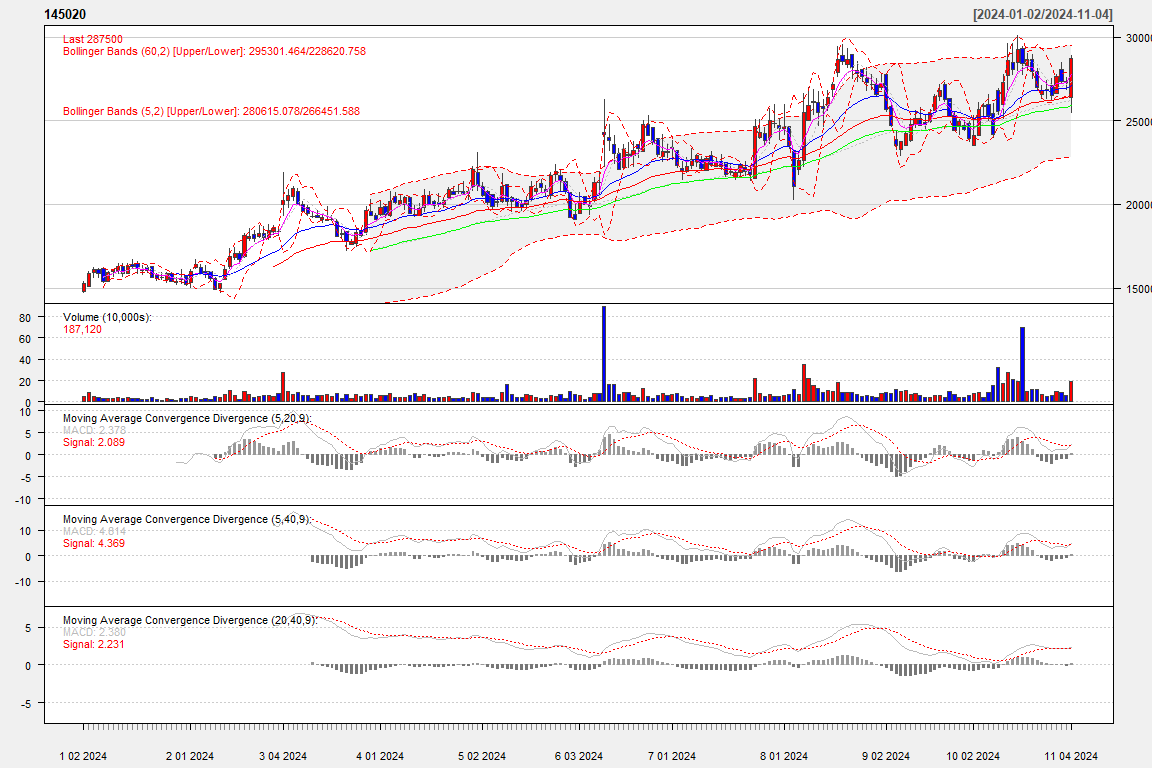 145020
[2024-01-02/2024-11-04]
Last 287500
Bollinger Bands (60,2) [Upper/Lower]: 295301.464/228620.758
Bollinger Bands (5,2) [Upper/Lower]: 280615.078/266451.588
30000
25000
20000
15000
Volume (10,000s):
187,120
80
60
40
20
0
Moving Average Convergence Divergence (5,20,9):
MACD: 2.378
Signal: 2.089
10
5
0
-5
-10
Moving Average Convergence Divergence (5,40,9):
MACD: 4.814
Signal: 4.369
10
0
-10
Moving Average Convergence Divergence (20,40,9):
MACD: 2.380
Signal: 2.231
5
0
-5
1 02 2024
2 01 2024
3 04 2024
4 01 2024
5 02 2024
6 03 2024
7 01 2024
8 01 2024
9 02 2024
10 02 2024
11 04 2024